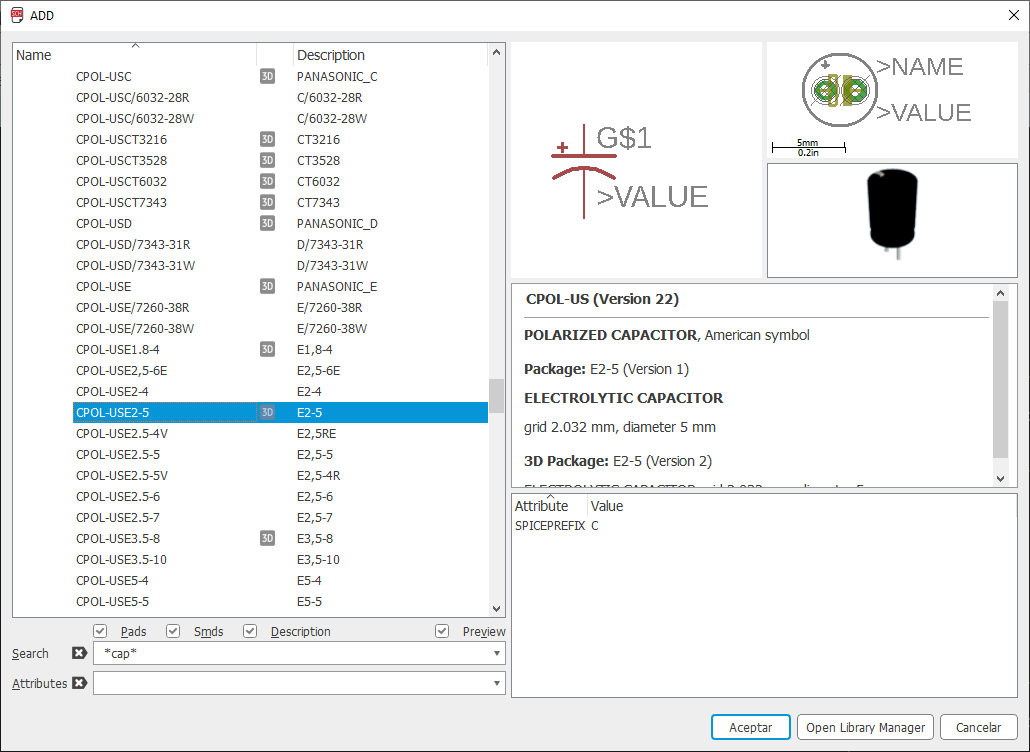 ADD
Name Description
CPOL-USC 3D PANASONIC_C
CPOL-USC/6032-28R C/6032-28R
CPOL-USC/6032-28W C/6032-28W
CPOL-USCT3216 3D CT3216
CPOL-USCT3528 3D CT3528
CPOL-USCT6032 3D CT6032
CPOL-USCT7343 3D CT7343
CPOL-USD 3D PANASONIC_D
CPOL-USD/7343-31R D/7343-31R
CPOL-USD/7343-31W D/7343-31W
CPOL-USE 3D PANASONIC_E
CPOL-USE/7260-38R E/7260-38R
CPOL-USE/7260-38W E/7260-38W
CPOL-USE1.8-4 3D E1,8-4
CPOL-USE2,5-6E E2,5-6E
CPOL-USE2-4 E2-4
CPOL-USE2-5 3D E2-5
CPOL-USE2.5-4V E2,5RE
CPOL-USE2.5-5 E2,5-5
CPOL-USE2.5-5V E2,5-4R
CPOL-USE2.5-6 E2,5-6
CPOL-USE2.5-7 E2,5-7
CPOL-USE3.5-8 3D E3,5-8
CPOL-USE3.5-10 E3,5-10
CPOL-USE5-4 E5-4
CPOL-USE5-5 E5-5
Pads Smds Description Preview
Search *cap*
Attributes
G$1
>VALUE
>NAME
>VALUE
5mm
0.2in
CPOL-US (Version 22)
POLARIZED CAPACITOR, American symbol
Package: E2-5 (Version 1)
ELECTROLYTIC CAPACITOR
grid 2.032 mm, diameter 5 mm
3D Package: E2-5 (Version 2)
Attribute Value
SPICEPREFIX C
Aceptar Open Library Manager Cancelar